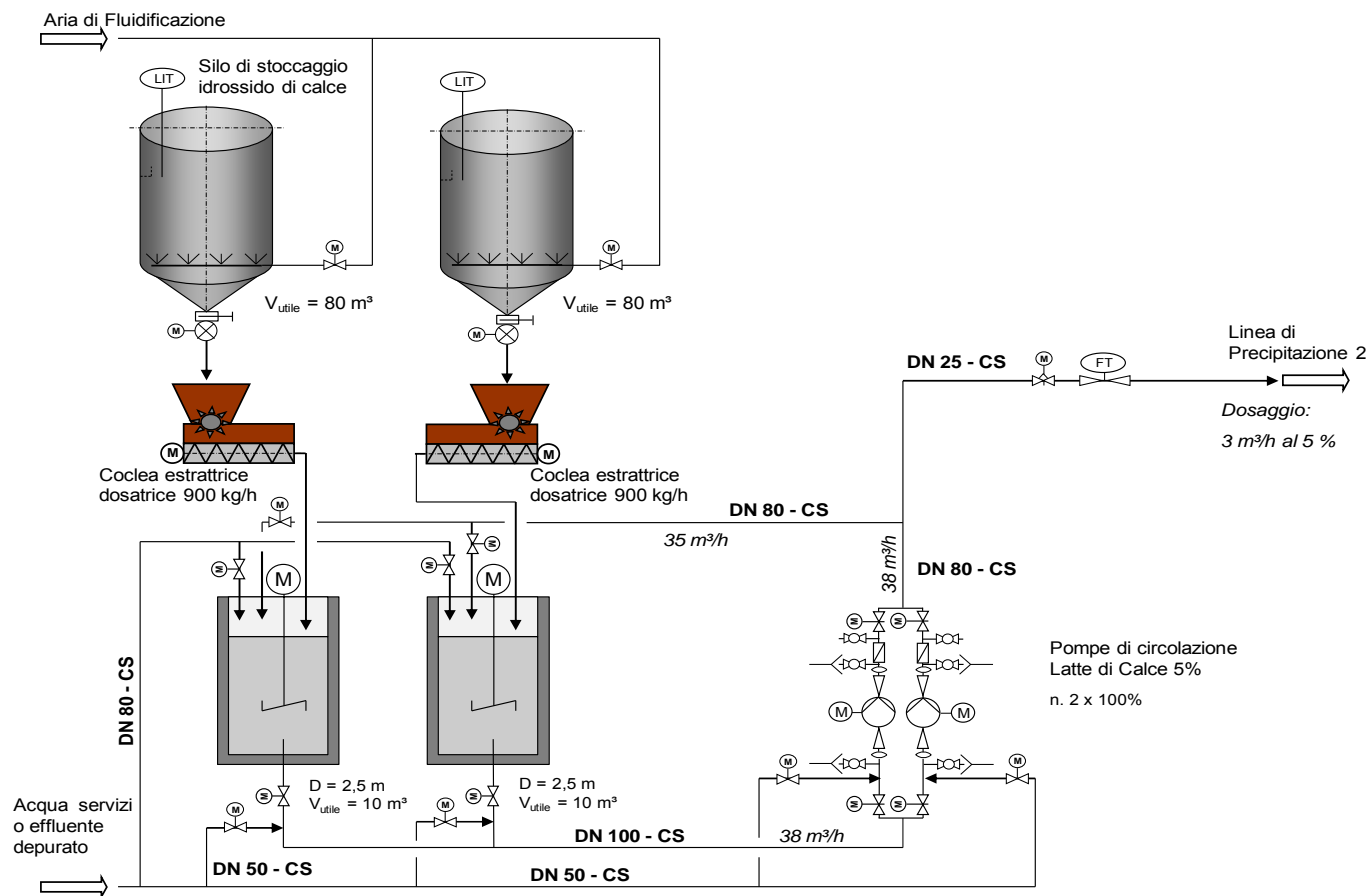 Aria di Fluidificazione
Silo di stoccaggio
idrossido di calce
LIT
LIT
M
M
V utile = 80 m³
V utile = 80 m³
M
M
Linea di
Precipitazione 2
DN 25 - CS
M
FT
Dosaggio:
3 m³/h al 5 %
M
M
Coclea estrattrice
dosatrice 900 kg/h
Coclea estrattrice
dosatrice 900 kg/h
M
DN 80 - CS
35 m³/h
M
M
M
M
M
38 m³/h
DN 80 - CS
M
M
Pompe di circolazione
Latte di Calce 5%
n. 2 x 100%
DN 80 - CS
M
M
M
M
D = 2,5 m
V utile = 10 m³
D = 2,5 m
V utile = 10 m³
M
M
M
M
M
M
Acqua servizi
o effluente
depurato
DN 100 - CS
38 m³/h
DN 50 - CS
DN 50 - CS